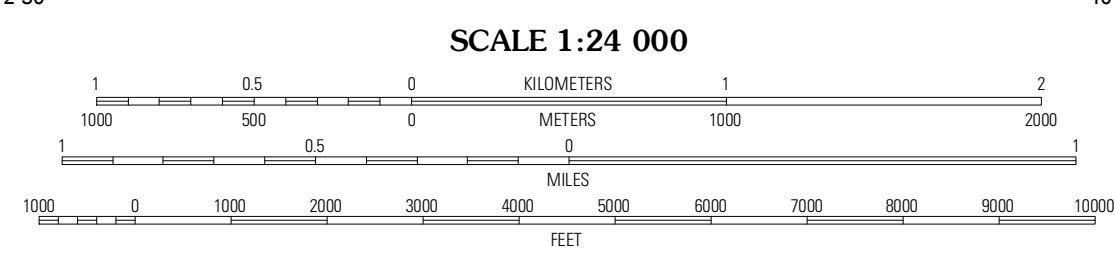 SCALE 1:24 000
1 0.5 0 KILOMETERS 1 2
1000 500 0 METERS 1000 2000
1 0.5 0 1
MILES
1000 0 1000 2000 3000 4000 5000 6000 7000 8000 9000 10000
FEET